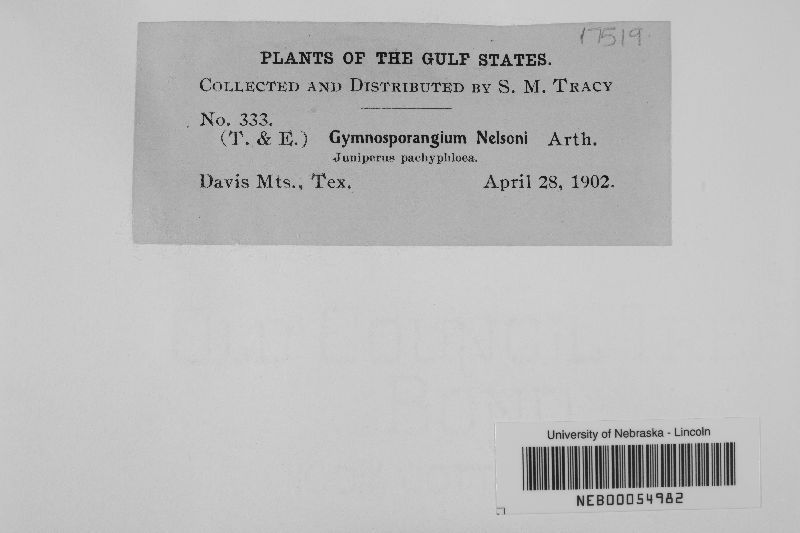 17519.
PLANTS OF THE GULF STATES.
COLLECTED AND DISTRIBUTED BY S. M. TRACY
No. 333.
(T. & E.) Gymnosporangium Nelsoni Arth.
Juniperus pachyphloea.
Davis Mts., Tex. April 28, 1902.
University of Nebraska - Lincoln
NEB00054982